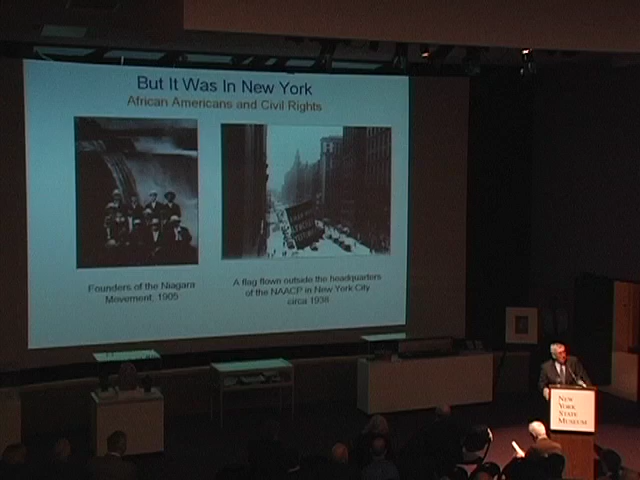 But It Was In New York
African Americans and Civil Rights
Founders of the Niagara
Movement, 1905
A flag flown outside the headquarters
of the NAACP in New York City
circa 1938
NEW
YORK
STATE
MUSEUM